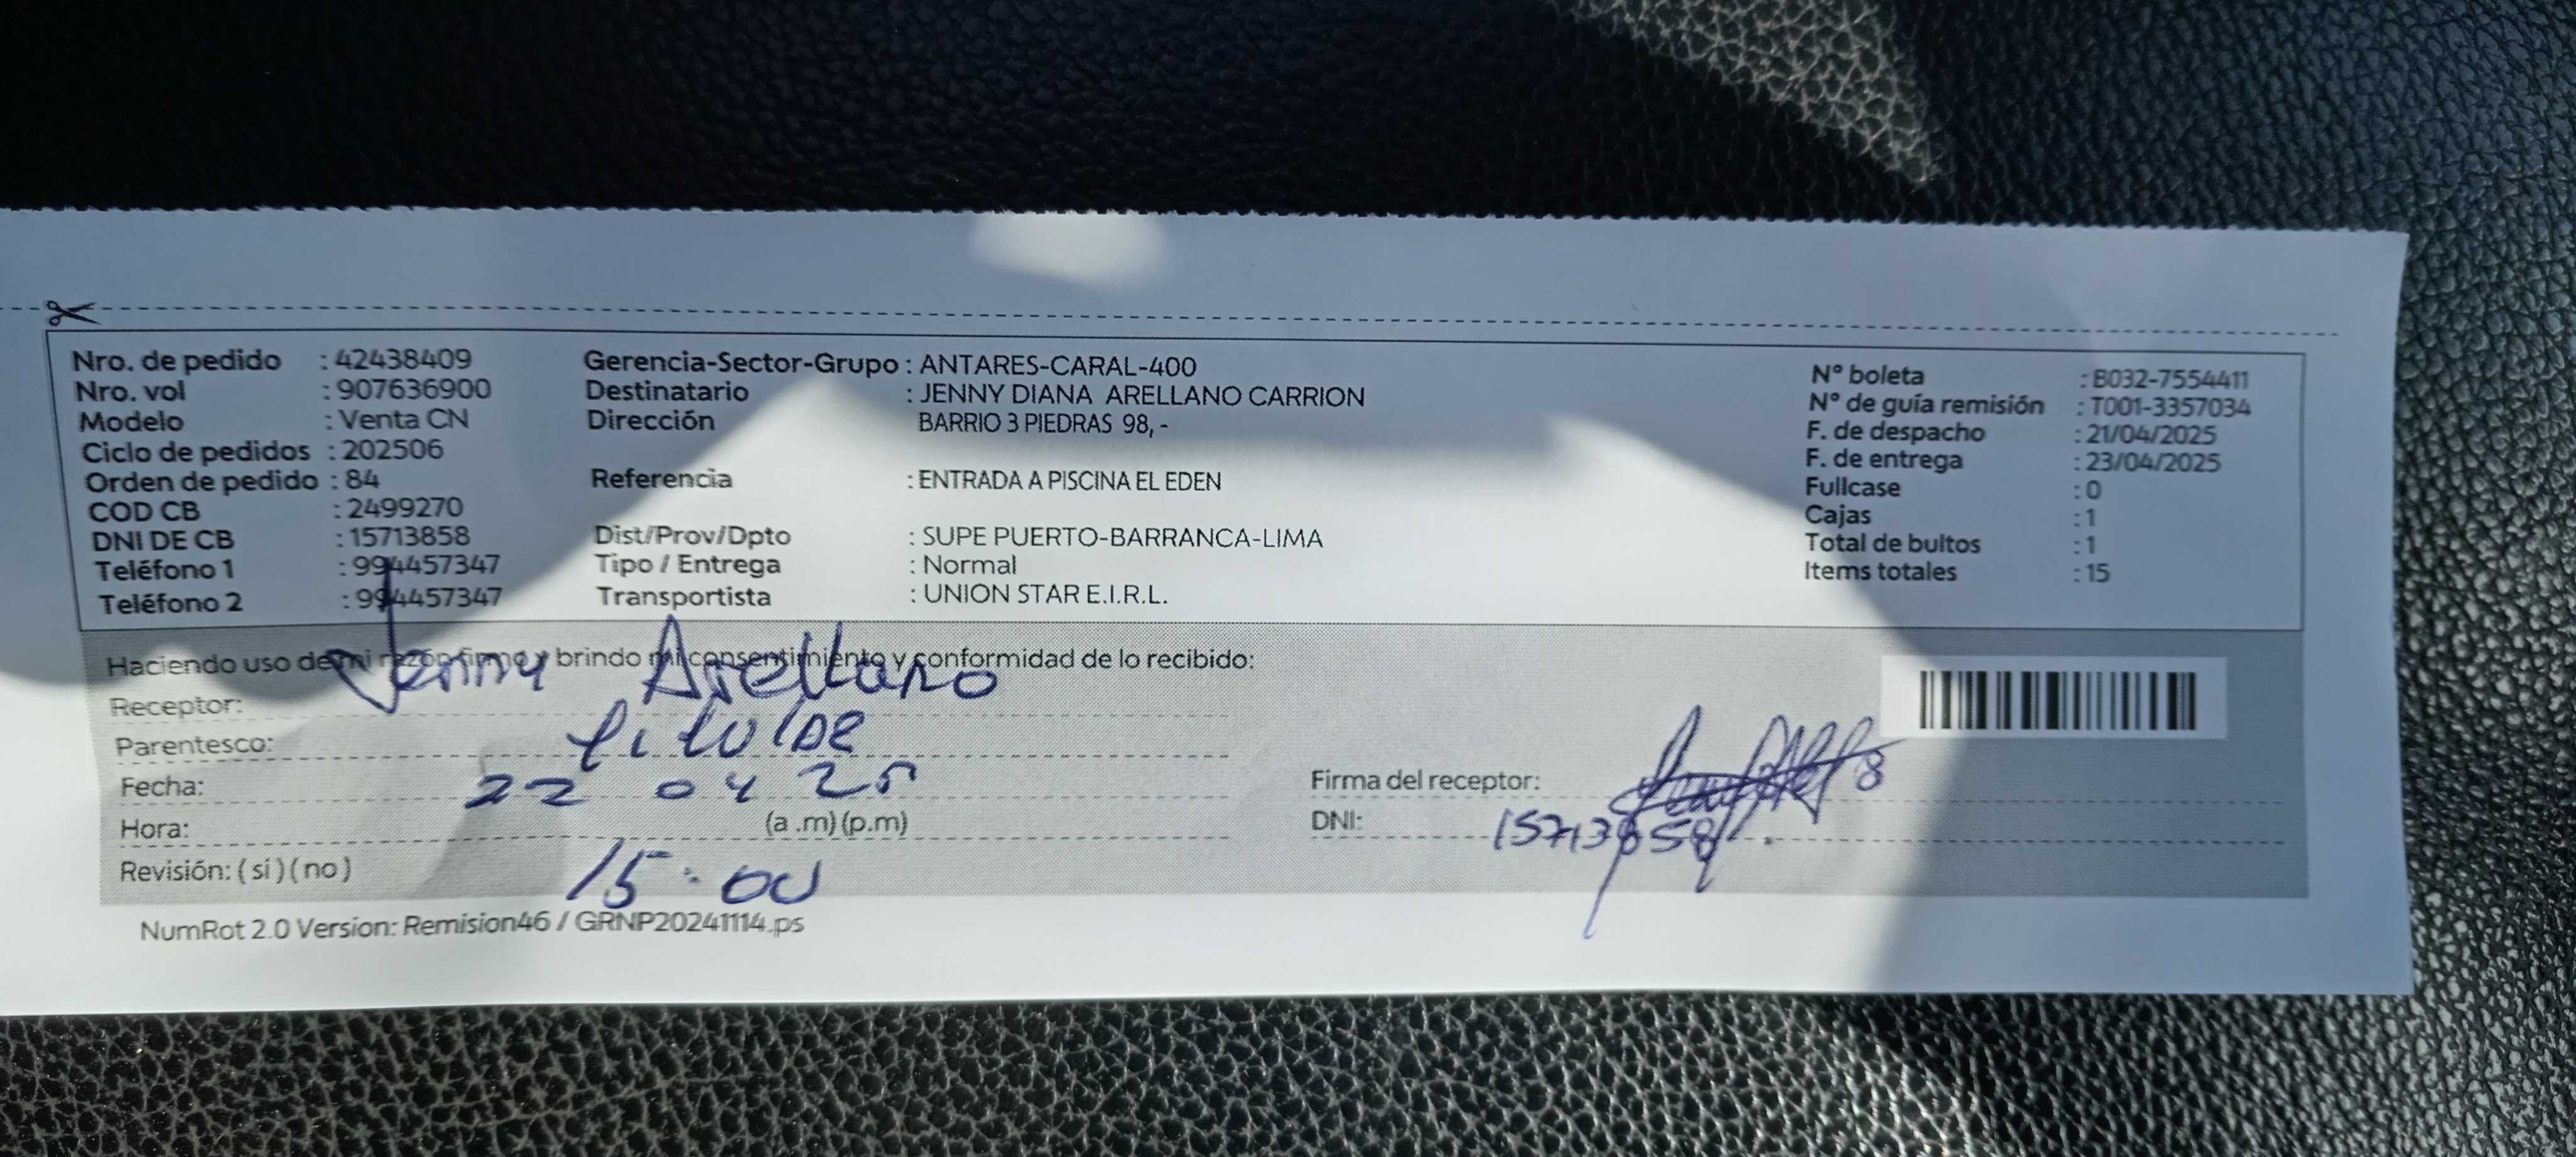 Nro. de pedido : 42438409
Nro. vol : 907636900
Modelo : Venta CN
Ciclo de pedidos : 202506
Orden de pedido : 84
COD CB : 2499270
DNI DE CB : 15713858
Teléfono 1 : 994457347
Teléfono 2 : 994457347
Gerencia-Sector-Grupo : ANTARES-CARAL-400
Destinatario : JENNY DIANA ARELLANO CARRION
Dirección BARRIO 3 PIEDRAS 98, -
Referencia : ENTRADA A PISCINA EL EDEN
Dist/Prov/Dpto : SUPE PUERTO-BARRANCA-LIMA
Tipo / Entrega : Normal
Transportista : UNION STAR E.I.R.L.
N° boleta : B032-7554411
N° de guía remisión : T001-3357034
F. de despacho : 21/04/2025
F. de entrega : 23/04/2025
Fullcase : 0
Cajas : 1
Total de bultos : 1
Items totales : 15
Haciendo uso de mi razón firmo y brindo mi consentimiento y conformidad de lo recibido:
Receptor: Jenny Arellano
Parentesco:
Fecha: 22 04 25
Hora: (a .m) (p.m)
15:00
Revisión: ( sí ) ( no )
Firma del receptor:
DNI: 15713858
NumRot 2.0 Version: Remision46 / GRNP20241114.ps